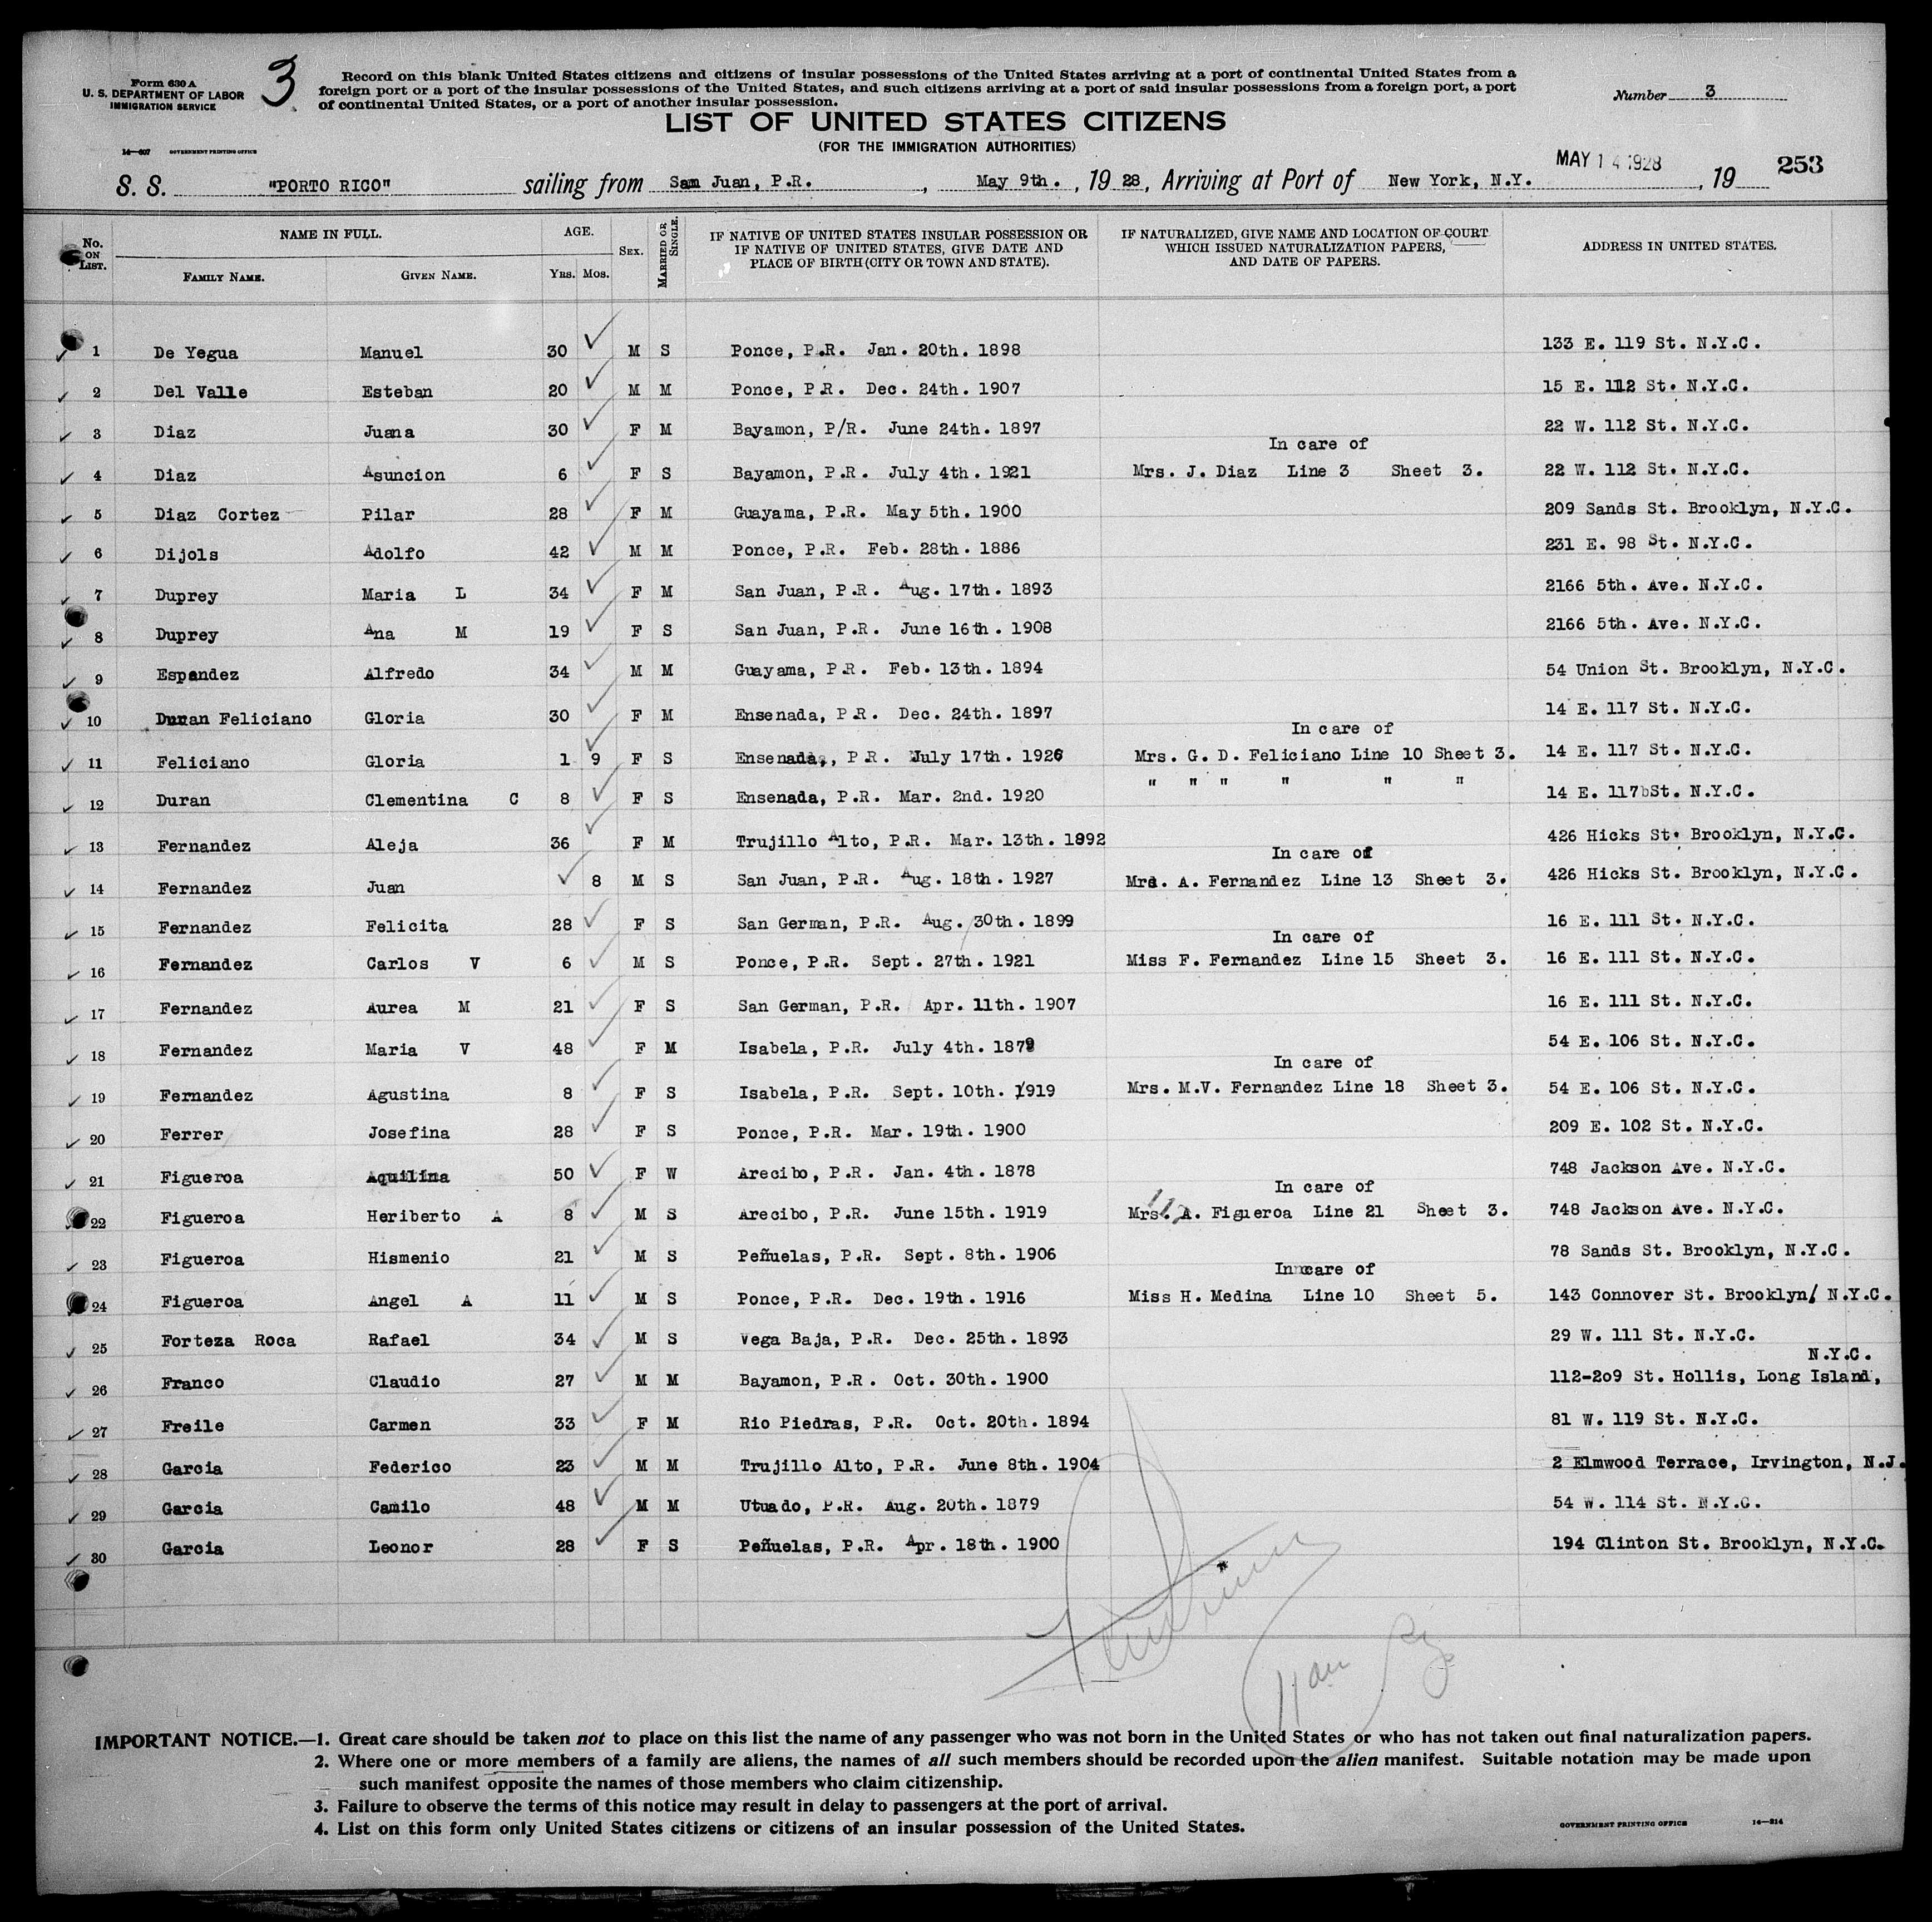 Form 630 A
U. S. DEPARTMENT OF LABOR
IMMIGRATION SERVICE
14—607 GOVERNMENT PRINTING OFFICE
3
Record on this blank United States citizens and citizens of insular possessions of the United States arriving at a port of continental United States from a
foreign port or a port of the insular possessions of the United States, and such citizens arriving at a port of said insular possessions from a foreign port, a port
of continental United States, or a port of another insular possession.
Number 3
LIST OF UNITED STATES CITIZENS
(FOR THE IMMIGRATION AUTHORITIES)
MAY 14 1928
253
S. S. "PORTO RICO" sailing from San Juan, P.R. , May 9th. , 19 28 , Arriving at Port of New York, N.Y. , 19
No. ON LIST. NAME IN FULL. FAMILY NAME. GIVEN NAME. AGE. YRS. MOS. SEX. MARRIED OR SINGLE. IF NATIVE OF UNITED STATES INSULAR POSSESSION OR IF NATIVE OF UNITED STATES, GIVE DATE AND PLACE OF BIRTH (CITY OR TOWN AND STATE). IF NATURALIZED, GIVE NAME AND LOCATION OF COURT WHICH ISSUED NATURALIZATION PAPERS, AND DATE OF PAPERS. ADDRESS IN UNITED STATES.
1 De Yegua Manuel 30 M S Ponce, P.R. Jan. 20th. 1898 133 E. 119 St. N.Y.C.
2 Del Valle Esteban 20 M M Ponce, P.R. Dec. 24th. 1907 15 E. 112 St. N.Y.C.
3 Diaz Juana 30 F M Bayamon, P/R. June 24th. 1897 22 W. 112 St. N.Y.C.
In care of
4 Diaz Asuncion 6 F S Bayamon, P.R. July 4th. 1921 Mrs. J. Diaz Line 3 Sheet 3. 22 W. 112 St. N.Y.C.
5 Diaz Cortez Pilar 28 F M Guayama, P.R. May 5th. 1900 209 Sands St. Brooklyn, N.Y.C.
6 Dijols Adolfo 42 M M Ponce, P.R. Feb. 28th. 1886 231 E. 98 St. N.Y.C.
7 Duprey Maria L 34 F M San Juan, P.R. Aug. 17th. 1893 2166 5th. Ave. N.Y.C.
8 Duprey Ana M 19 F S San Juan, P.R. June 16th. 1908 2166 5th. Ave. N.Y.C.
9 Espandez Alfredo 34 M M Guayama, P.R. Feb. 13th. 1894 54 Union St. Brooklyn, N.Y.C.
10 Duran Feliciano Gloria 30 F M Ensenada, P.R. Dec. 24th. 1897 14 E. 117 St. N.Y.C.
In care of
11 Feliciano Gloria 1 9 F S Ensenada, P.R. July 17th. 1926 Mrs. G. D. Feliciano Line 10 Sheet 3. 14 E. 117 St. N.Y.C.
12 Duran Clementina C 8 F S Ensenada, P.R. Mar. 2nd. 1920 " " " " " " 14 E. 117 St. N.Y.C.
13 Fernandez Aleja 36 F M Trujillo Alto, P.R. Mar. 13th. 1892 426 Hicks St. Brooklyn, N.Y.C.
In care of
14 Fernandez Juan 8 M S San Juan, P.R. Aug. 18th. 1927 Mrs. A. Fernandez Line 13 Sheet 3. 426 Hicks St. Brooklyn, N.Y.C.
15 Fernandez Felicita 28 F S San German, P.R. Aug. 30th. 1899 16 E. 111 St. N.Y.C.
In care of
16 Fernandez Carlos V 6 M S Ponce, P.R. Sept. 27th. 1921 Miss F. Fernandez Line 15 Sheet 3. 16 E. 111 St. N.Y.C.
17 Fernandez Aurea M 21 F S San German, P.R. Apr. 11th. 1907 16 E. 111 St. N.Y.C.
18 Fernandez Maria V 48 F M Isabela, P.R. July 4th. 1879 54 E. 106 St. N.Y.C.
In care of
19 Fernandez Agustina 8 F S Isabela, P.R. Sept. 10th. 1919 Mrs. M.V. Fernandez Line 18 Sheet 3. 54 E. 106 St. N.Y.C.
20 Ferrer Josefina 28 F S Ponce, P.R. Mar. 19th. 1900 209 E. 102 St. N.Y.C.
21 Figueroa Aquilina 50 F W Arecibo, P.R. Jan. 4th. 1878 748 Jackson Ave. N.Y.C.
In care of
22 Figueroa Heriberto A 8 M S Arecibo, P.R. June 15th. 1919 Mrs. A. Figueroa Line 21 Sheet 3. 748 Jackson Ave. N.Y.C.
23 Figueroa Hismenio 21 M S Peñuelas, P.R. Sept. 8th. 1906 78 Sands St. Brooklyn, N.Y.C.
In care of
24 Figueroa Angel A 11 M S Ponce, P.R. Dec. 19th. 1916 Miss H. Medina Line 10 Sheet 5. 143 Connover St. Brooklyn/ N.Y.C.
25 Forteza Roca Rafael 34 M S Vega Baja, P.R. Dec. 25th. 1893 29 W. 111 St. N.Y.C.
N.Y.C.
26 Franco Claudio 27 M M Bayamon, P.R. Oct. 30th. 1900 112-209 St. Hollis, Long Island,
27 Freile Carmen 33 F M Rio Piedras, P.R. Oct. 20th. 1894 81 W. 119 St. N.Y.C.
28 Garcia Federico 23 M M Trujillo Alto, P.R. June 8th. 1904 2 Elmwood Terrace, Irvington, N.J.
29 Garcia Camilo 48 M M Utuado, P.R. Aug. 20th. 1879 54 W. 114 St. N.Y.C.
30 Garcia Leonor 28 F S Peñuelas, P.R. Apr. 18th. 1900 194 Clinton St. Brooklyn, N.Y.C.
IMPORTANT NOTICE.—1. Great care should be taken not to place on this list the name of any passenger who was not born in the United States or who has not taken out final naturalization papers.
2. Where one or more members of a family are aliens, the names of all such members should be recorded upon the alien manifest. Suitable notation may be made upon
such manifest opposite the names of those members who claim citizenship.
3. Failure to observe the terms of this notice may result in delay to passengers at the port of arrival.
4. List on this form only United States citizens or citizens of an insular possession of the United States.
GOVERNMENT PRINTING OFFICE 14—214